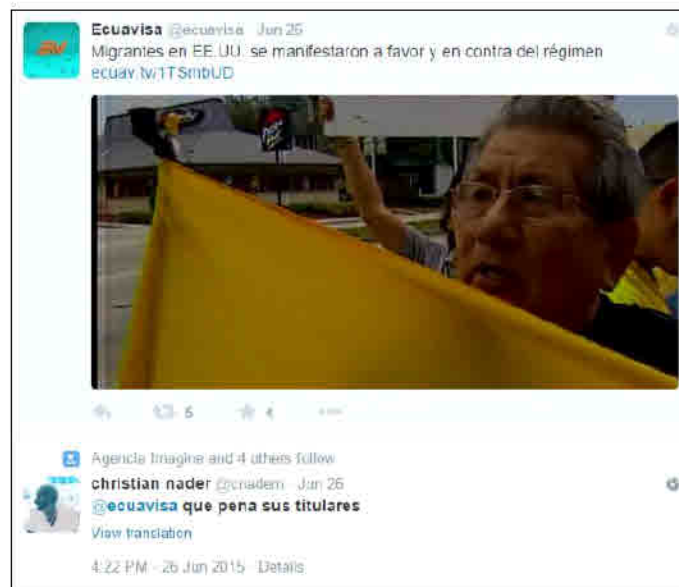 Ecuavisa @ecuavisa · Jun 26
Migrantes en EE.UU. se manifestaron a favor y en contra del régimen
ecuav.tv/1TSmbUD
6 4
Agencia Imagine and 4 others follow
christian nader @cnadem · Jun 26
@ecuavisa que pena sus titulares
View translation
4:22 PM - 26 Jun 2015 · Details